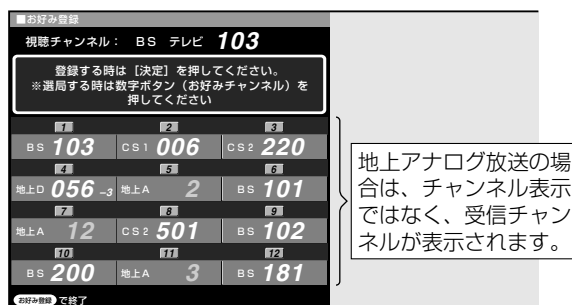 ■お好み登録
視聴チャンネル： BS テレビ 103
登録する時は［決定］を押してください。
※選局する時は数字ボタン（お好みチャンネル）を
押してください
1 2 3
BS 103 CS1 006 CS2 220
4 5 6
地上D 056-3 地上A 2 BS 101
7 8 9
地上A 12 CS2 501 BS 102
10 11 12
BS 200 地上A 3 BS 181
お好み登録 で終了
地上アナログ放送の場
合は、チャンネル表示
ではなく、受信チャン
ネルが表示されます。